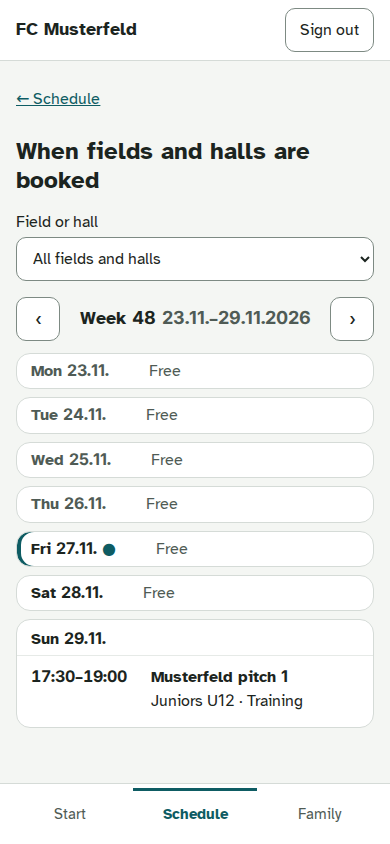 FC Musterfeld
Sign out
← Schedule
When fields and halls are
booked
Field or hall
All fields and halls
‹ Week 48 23.11.–29.11.2026 ›
Mon 23.11. Free
Tue 24.11. Free
Wed 25.11. Free
Thu 26.11. Free
Fri 27.11. Free
Sat 28.11. Free
Sun 29.11.
17:30–19:00 Musterfeld pitch 1
Juniors U12 · Training
Start Schedule Family